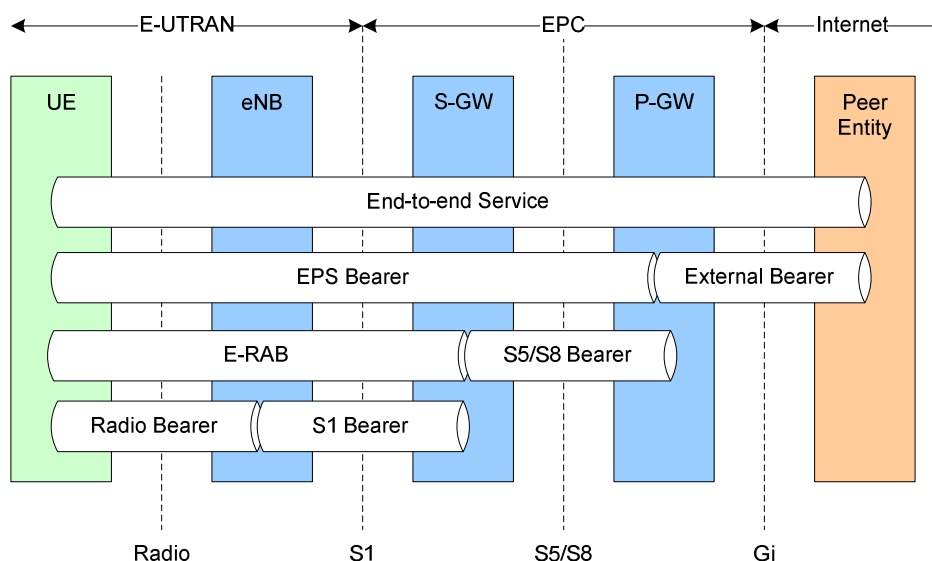 E-UTRAN EPC Internet
UE eNB S-GW P-GW Peer
Entity
End-to-end Service
EPS Bearer External Bearer
E-RAB S5/S8 Bearer
Radio Bearer S1 Bearer
Radio S1 S5/S8 Gi